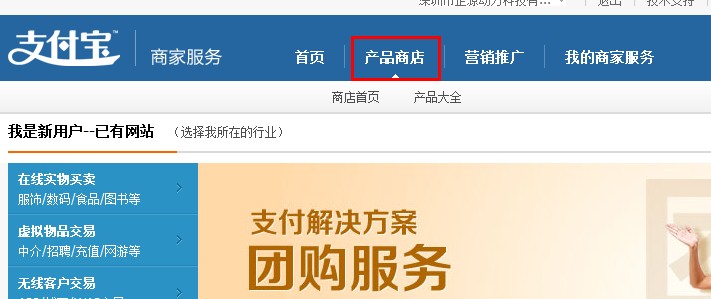 深圳市正源动力科技有... 退出 技术支持
支付宝™ 商家服务 首页 产品商店 营销推广 我的商家服务
商店首页 产品大全
我是新用户--已有网站 (选择我所在的行业)
在线实物买卖
服饰/数码/食品/图书等
虚拟物品交易
中介/招聘/充值/网游等
无线客户交易
支付解决方案
团购服务